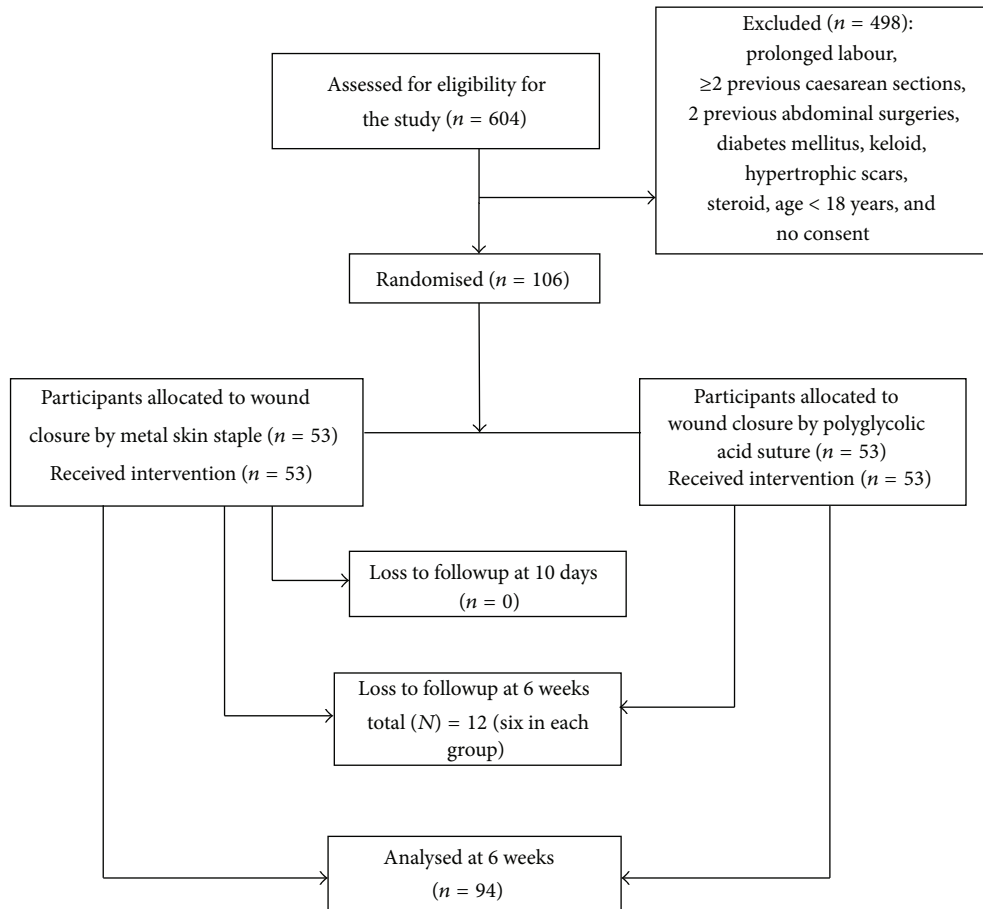 Assessed for eligibility for
the study (n = 604)
Excluded (n = 498):
prolonged labour,
≥2 previous caesarean sections,
2 previous abdominal surgeries,
diabetes mellitus, keloid,
hypertrophic scars,
steroid, age < 18 years, and
no consent
Randomised (n = 106)
Participants allocated to wound
closure by metal skin staple (n = 53)
Received intervention (n = 53)
Participants allocated to
wound closure by polyglycolic
acid suture (n = 53)
Received intervention (n = 53)
Loss to followup at 10 days
(n = 0)
Loss to followup at 6 weeks
total (N) = 12 (six in each
group)
Analysed at 6 weeks
(n = 94)